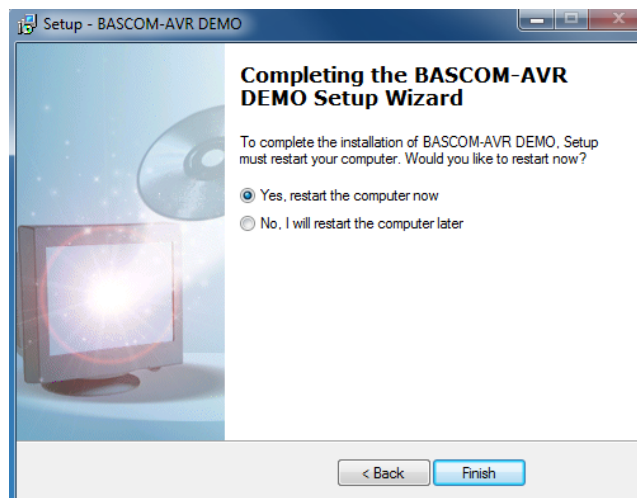 Setup - BASCOM-AVR DEMO
Completing the BASCOM-AVR
DEMO Setup Wizard
To complete the installation of BASCOM-AVR DEMO, Setup
must restart your computer. Would you like to restart now?
Yes, restart the computer now
No, I will restart the computer later
< Back
Finish